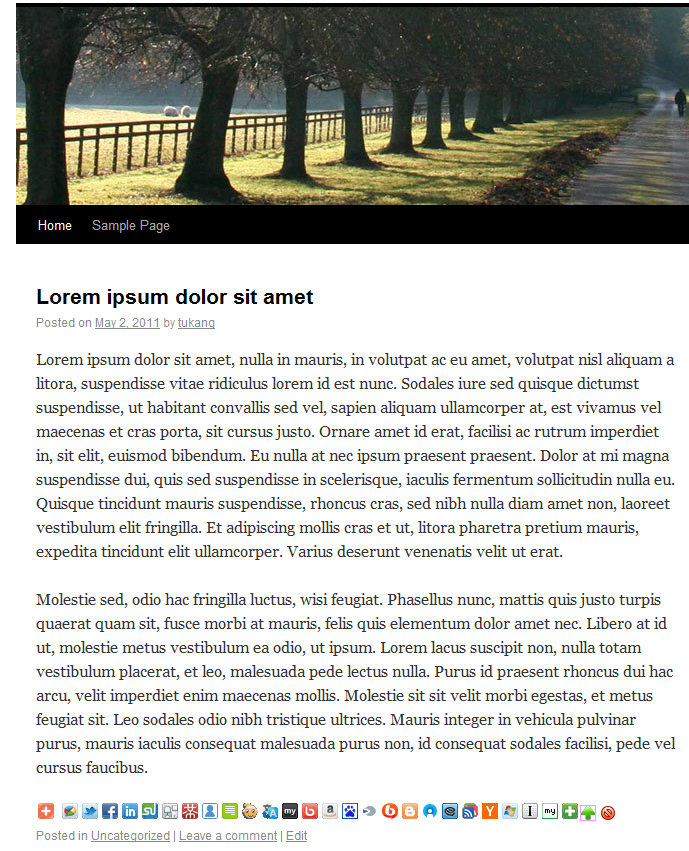 Home Sample Page
Lorem ipsum dolor sit amet
Posted on May 2, 2011 by tukang
Lorem ipsum dolor sit amet, nulla in mauris, in volutpat ac eu amet, volutpat nisl aliquam a
litora, suspendisse vitae ridiculus lorem id est nunc. Sodales iure sed quisque dictumst
suspendisse, ut habitant convallis sed vel, sapien aliquam ullamcorper at, est vivamus vel
maecenas et cras porta, sit cursus justo. Ornare amet id erat, facilisi ac rutrum imperdiet
in, sit elit, euismod bibendum. Eu nulla at nec ipsum praesent praesent. Dolor at mi magna
suspendisse dui, quis sed suspendisse in scelerisque, iaculis fermentum sollicitudin nulla eu.
Quisque tincidunt mauris suspendisse, rhoncus cras, sed nibh nulla diam amet non, laoreet
vestibulum elit fringilla. Et adipiscing mollis cras et ut, litora pharetra pretium mauris,
expedita tincidunt elit ullamcorper. Varius deserunt venenatis velit ut erat.
Molestie sed, odio hac fringilla luctus, wisi feugiat. Phasellus nunc, mattis quis justo turpis
quaerat quam sit, fusce morbi at mauris, felis quis elementum dolor amet nec. Libero at id
ut, molestie metus vestibulum ea odio, ut ipsum. Lorem lacus suscipit non, nulla totam
vestibulum placerat, et leo, malesuada pede lectus nulla. Purus id praesent rhoncus dui hac
arcu, velit imperdiet enim maecenas mollis. Molestie sit sit velit morbi egestas, et metus
feugiat sit. Leo sodales odio nibh tristique ultrices. Mauris integer in vehicula pulvinar
purus, mauris iaculis consequat malesuada purus non, id consequat sodales facilisi, pede vel
cursus faucibus.
Posted in Uncategorized | Leave a comment | Edit